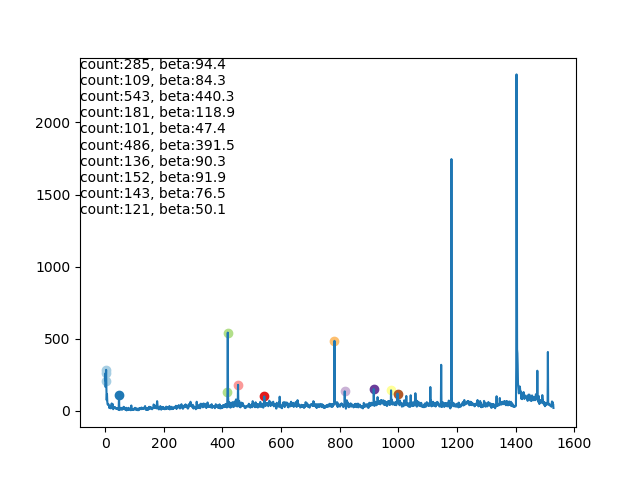 count:285, beta:94.4
count:109, beta:84.3
count:543, beta:440.3
count:181, beta:118.9
count:101, beta:47.4
count:486, beta:391.5
count:136, beta:90.3
count:152, beta:91.9
count:143, beta:76.5
count:121, beta:50.1
2000
1500
1000
500
0
0 200 400 600 800 1000 1200 1400 1600